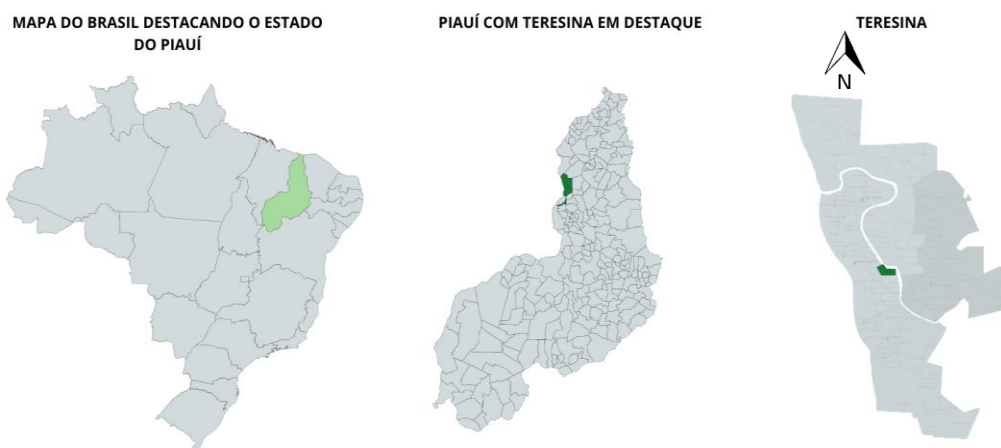 MAPA DO BRASIL DESTACANDO O ESTADO
DO PIAUÍ
PIAUÍ COM TERESINA EM DESTAQUE
TERESINA
N